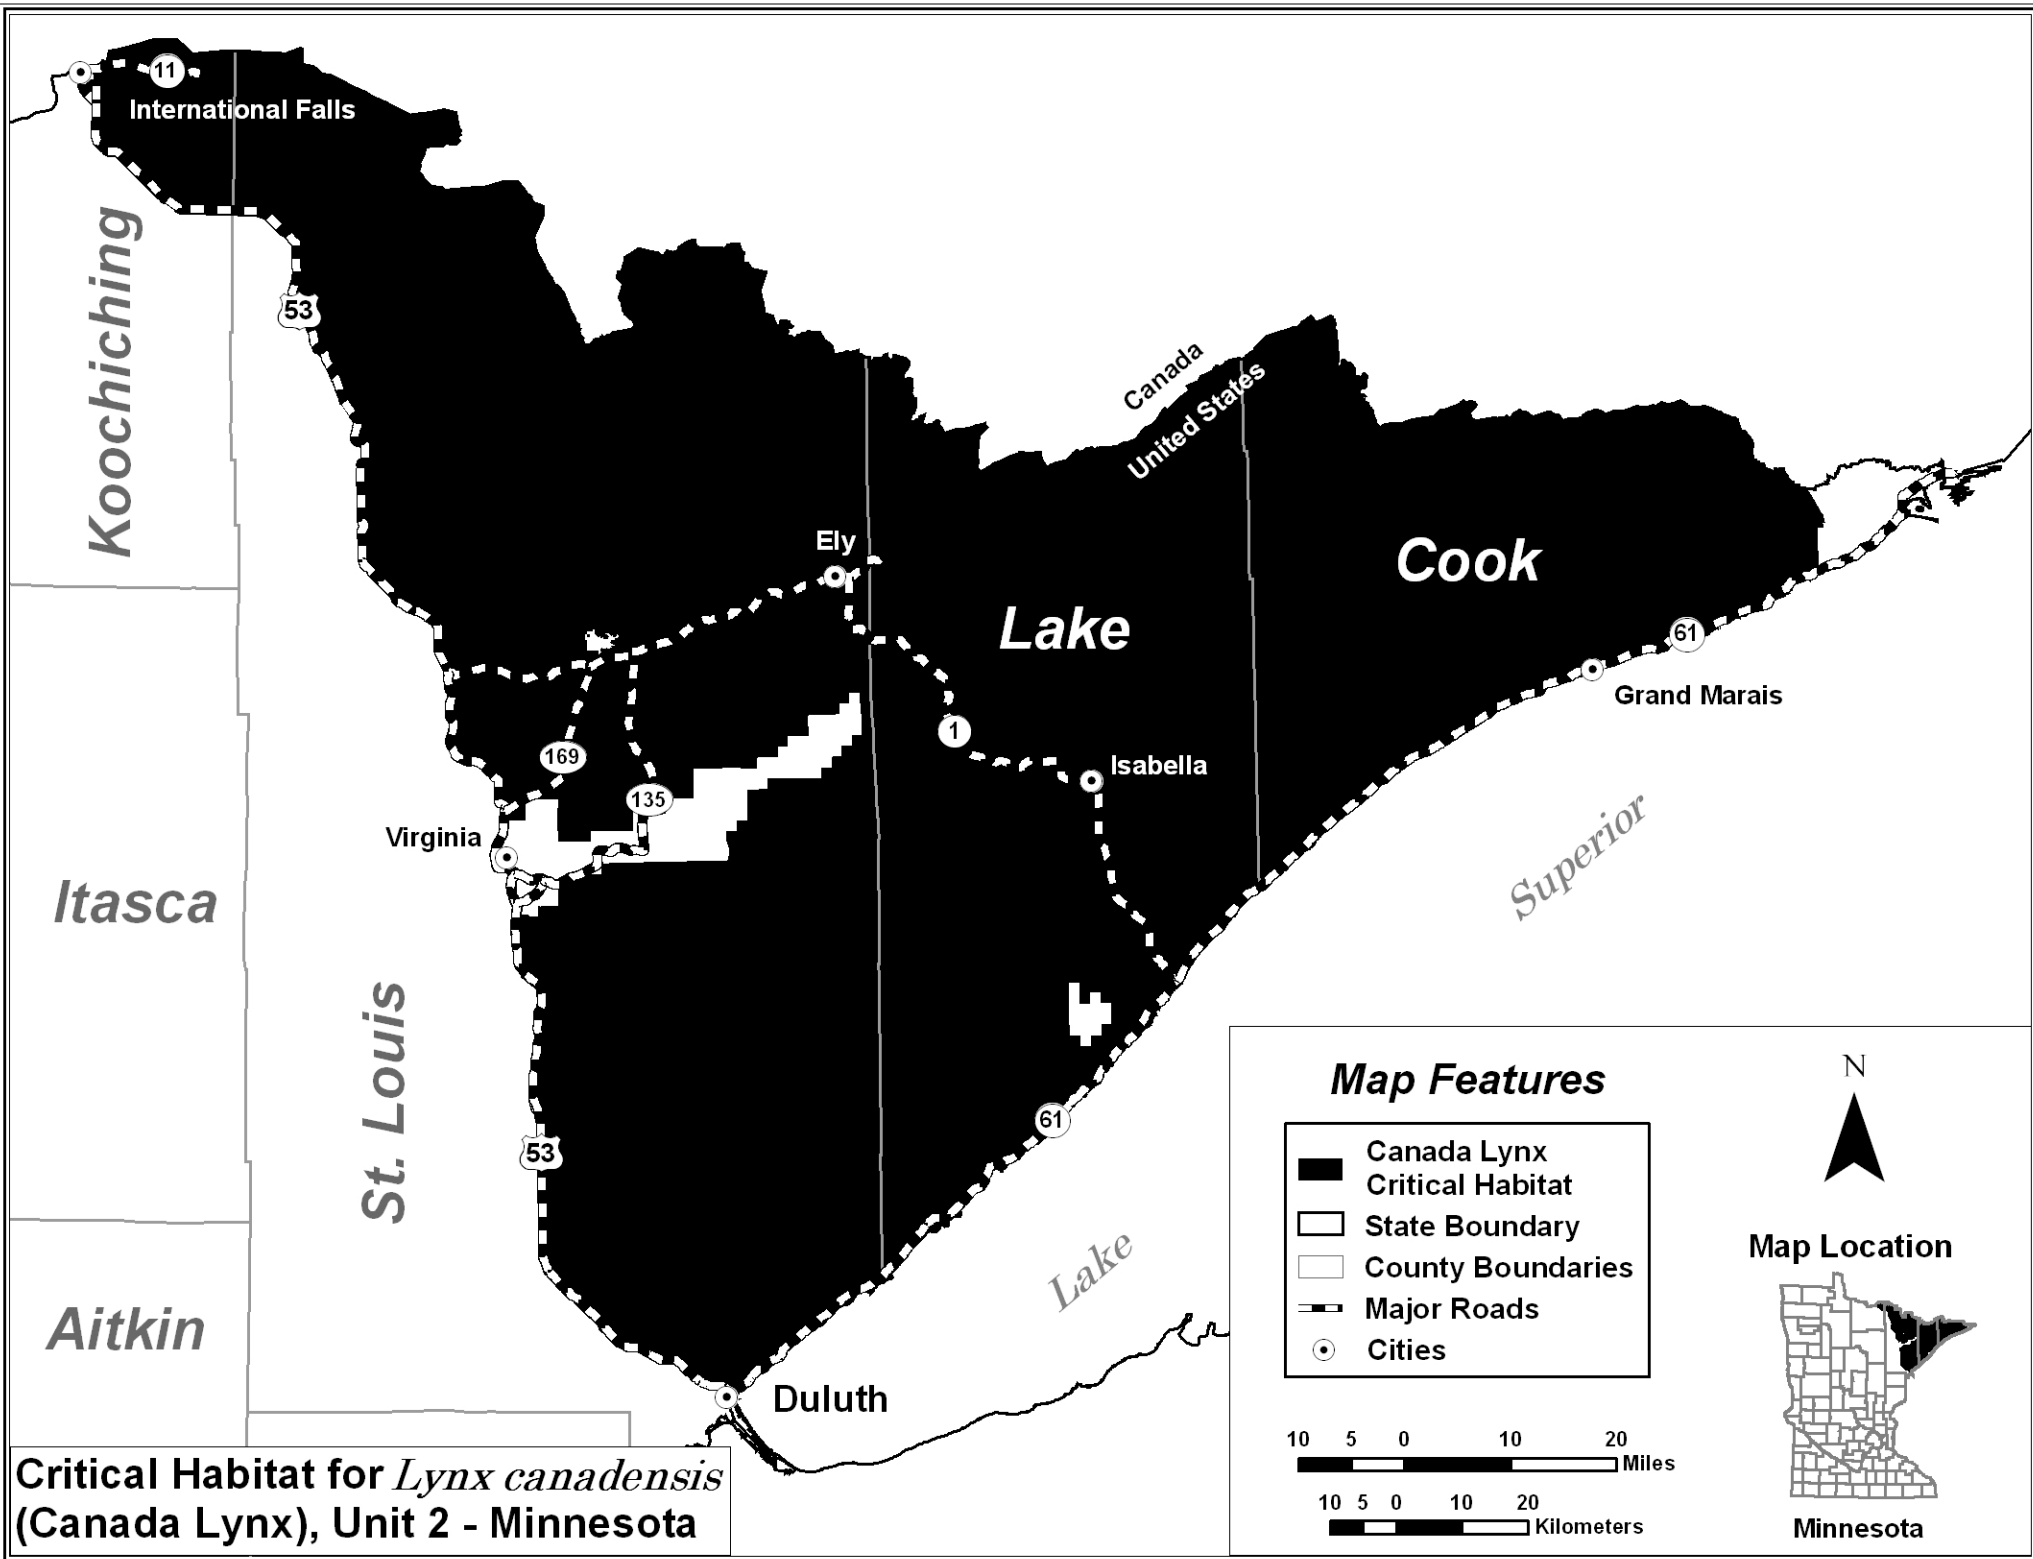 11
International Falls
Koochiching
53
Canada
United States
Ely
Cook
Lake
61
Grand Marais
1
Isabella
169
135
Virginia
Superior
Itasca
St. Louis
53
61
Lake
Aitkin
Duluth
Map Features
Canada Lynx
Critical Habitat
State Boundary
County Boundaries
Major Roads
Cities
10 5 0 10 20
Miles
10 5 0 10 20
Kilometers
N
Map Location
Minnesota
Critical Habitat for Lynx canadensis
(Canada Lynx), Unit 2 - Minnesota